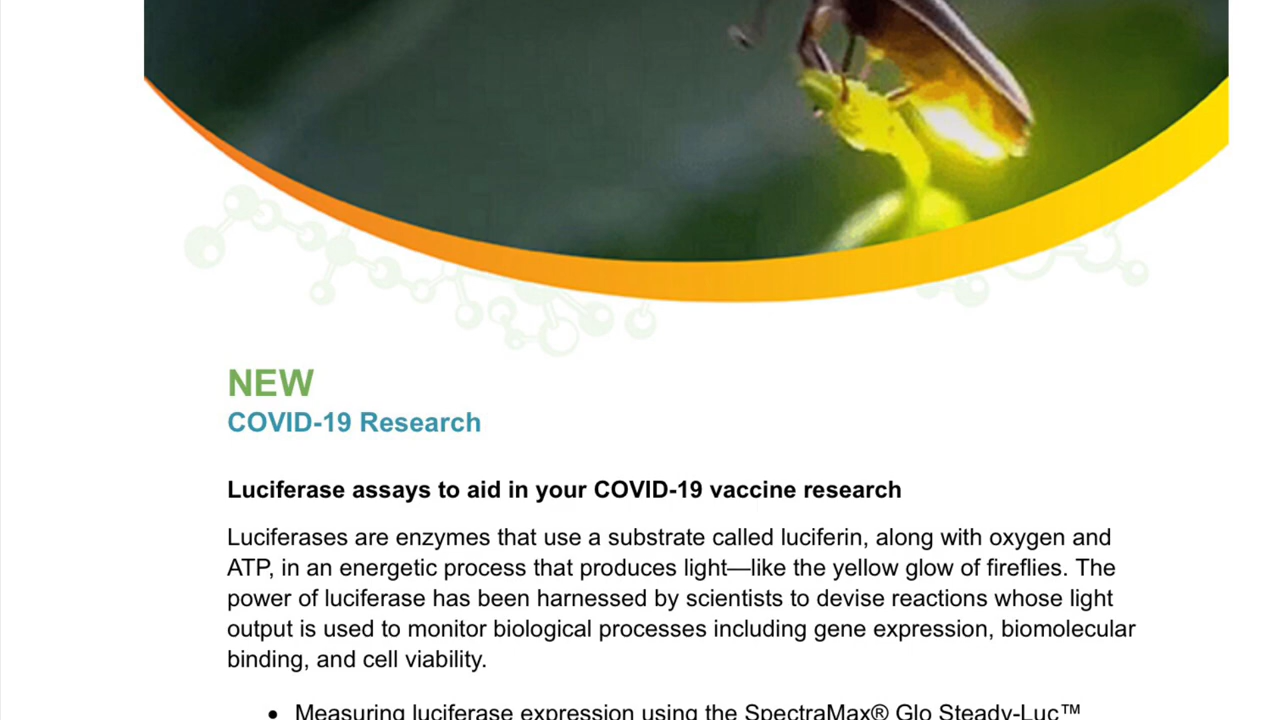 NEW
COVID-19 Research
Luciferase assays to aid in your COVID-19 vaccine research
Luciferases are enzymes that use a substrate called luciferin, along with oxygen and
ATP, in an energetic process that produces light—like the yellow glow of fireflies. The
power of luciferase has been harnessed by scientists to devise reactions whose light
output is used to monitor biological processes including gene expression, biomolecular
binding, and cell viability.
• Measuring luciferase expression using the SpectraMax® Glo Steady-Luc™